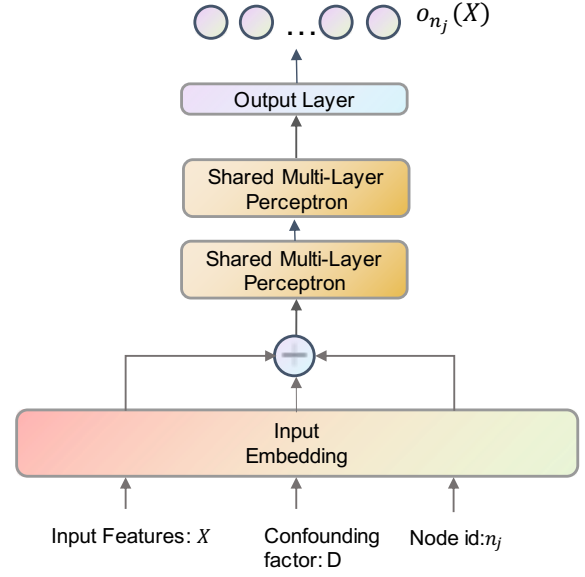 ... o_{n_j}(X)
Output Layer
Shared Multi-Layer
Perceptron
Shared Multi-Layer
Perceptron
+
Input
Embedding
Input Features: X
Confounding
factor: D
Node id:n_j